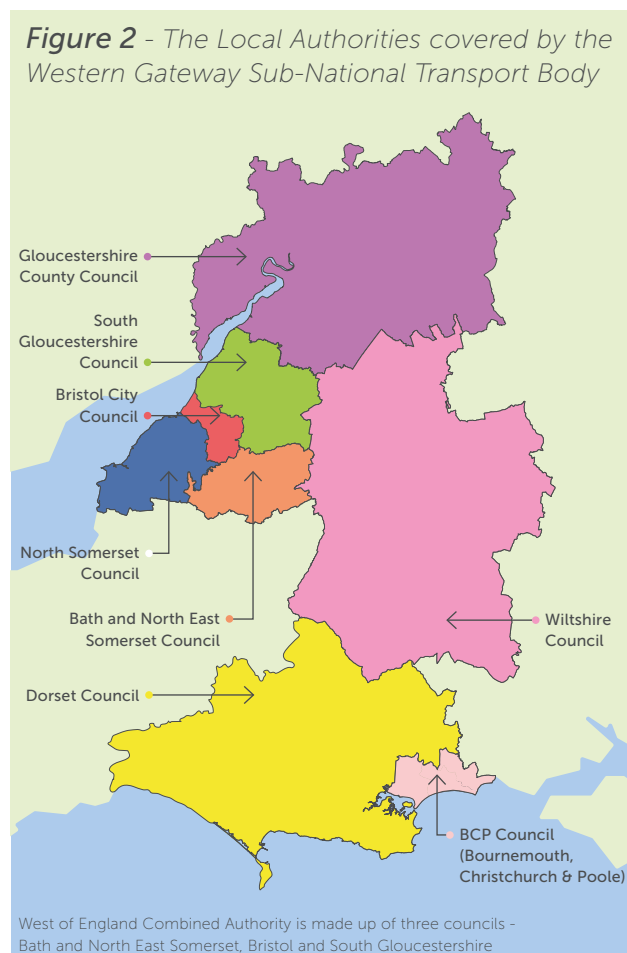 Figure 2 - The Local Authorities covered by the
Western Gateway Sub-National Transport Body
Gloucestershire
County Council
South
Gloucestershire
Council
Bristol City
Council
North Somerset
Council
Bath and North East
Somerset Council
Wiltshire
Council
Dorset Council
BCP Council
(Bournemouth,
Christchurch & Poole)
West of England Combined Authority is made up of three councils -
Bath and North East Somerset, Bristol and South Gloucestershire